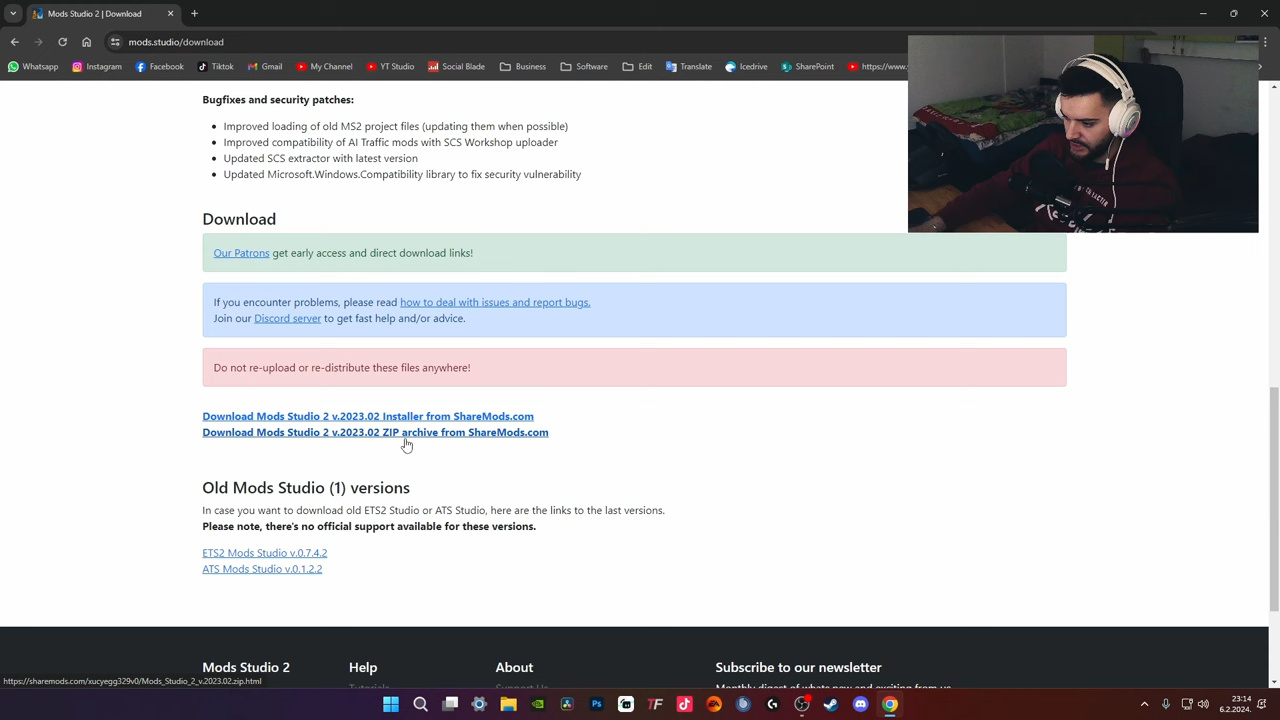 Mods Studio 2 | Download
mods.studio/download
Whatsapp
Instagram
Facebook
Tiktok
Gmail
My Channel
YT Studio
Social Blade
Business
Software
Edit
Translate
Icedrive
SharePoint
Bugfixes and security patches:
Improved loading of old MS2 project files (updating them when possible)
Improved compatibility of AI Traffic mods with SCS Workshop uploader
Updated SCS extractor with latest version
Updated Microsoft.Windows.Compatibility library to fix security vulnerability
Download
Our Patrons get early access and direct download links!
If you encounter problems, please read how to deal with issues and report bugs.
Join our Discord server to get fast help and/or advice.
Do not re-upload or re-distribute these files anywhere!
Download Mods Studio 2 v.2023.02 Installer from ShareMods.com
Download Mods Studio 2 v.2023.02 ZIP archive from ShareMods.com
Old Mods Studio (1) versions
In case you want to download old ETS2 Studio or ATS Studio, here are the links to the last versions.
Please note, there's no official support available for these versions.
ETS2 Mods Studio v.0.7.4.2
ATS Mods Studio v.0.1.2.2
Mods Studio 2
Help
About
Subscribe to our newsletter
https://sharemods.com/xucyegg329v0/Mods_Studio_2_v.2023.02.zip.html
23:14
6.2.2024.